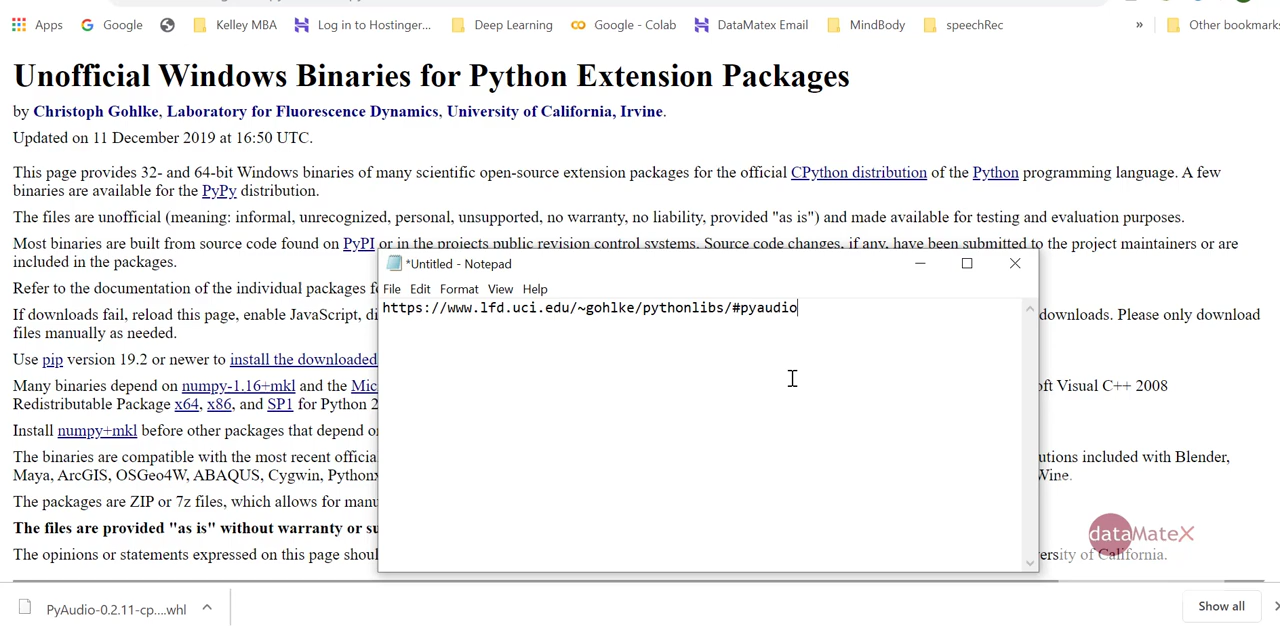 Apps Google Kelley MBA Log in to Hostinger... Deep Learning Google - Colab DataMatex Email MindBody speechRec » Other bookmarks
Unofficial Windows Binaries for Python Extension Packages
by Christoph Gohlke, Laboratory for Fluorescence Dynamics, University of California, Irvine.
Updated on 11 December 2019 at 16:50 UTC.
This page provides 32- and 64-bit Windows binaries of many scientific open-source extension packages for the official CPython distribution of the Python programming language. A few
binaries are available for the PyPy distribution.
The files are unofficial (meaning: informal, unrecognized, personal, unsupported, no warranty, no liability, provided "as is") and made available for testing and evaluation purposes.
Most binaries are built from source code found on PyPI or in the projects public revision control systems. Source code changes, if any, have been submitted to the project maintainers or are
included in the packages.
Refer to the documentation of the individual packages
If downloads fail, reload this page, enable JavaScript, downloads. Please only download
files manually as needed.
Use pip version 19.2 or newer to install the downloaded
Many binaries depend on numpy-1.16+mkl and the Visual C++ 2008
Redistributable Package x64, x86, and SP1 for Python
Install numpy+mkl before other packages that depend
The binaries are compatible with the most recent included with Blender,
Maya, ArcGIS, OSGeo4W, ABAQUS, Cygwin, Wine.
The packages are ZIP or 7z files, which allows for
The files are provided "as is" without warranty or
The opinions or statements expressed on this page of California.
*Untitled - Notepad
File Edit Format View Help
https://www.lfd.uci.edu/~gohlke/pythonlibs/#pyaudio
dataMateX
PyAudio-0.2.11-cp....whl
Show all